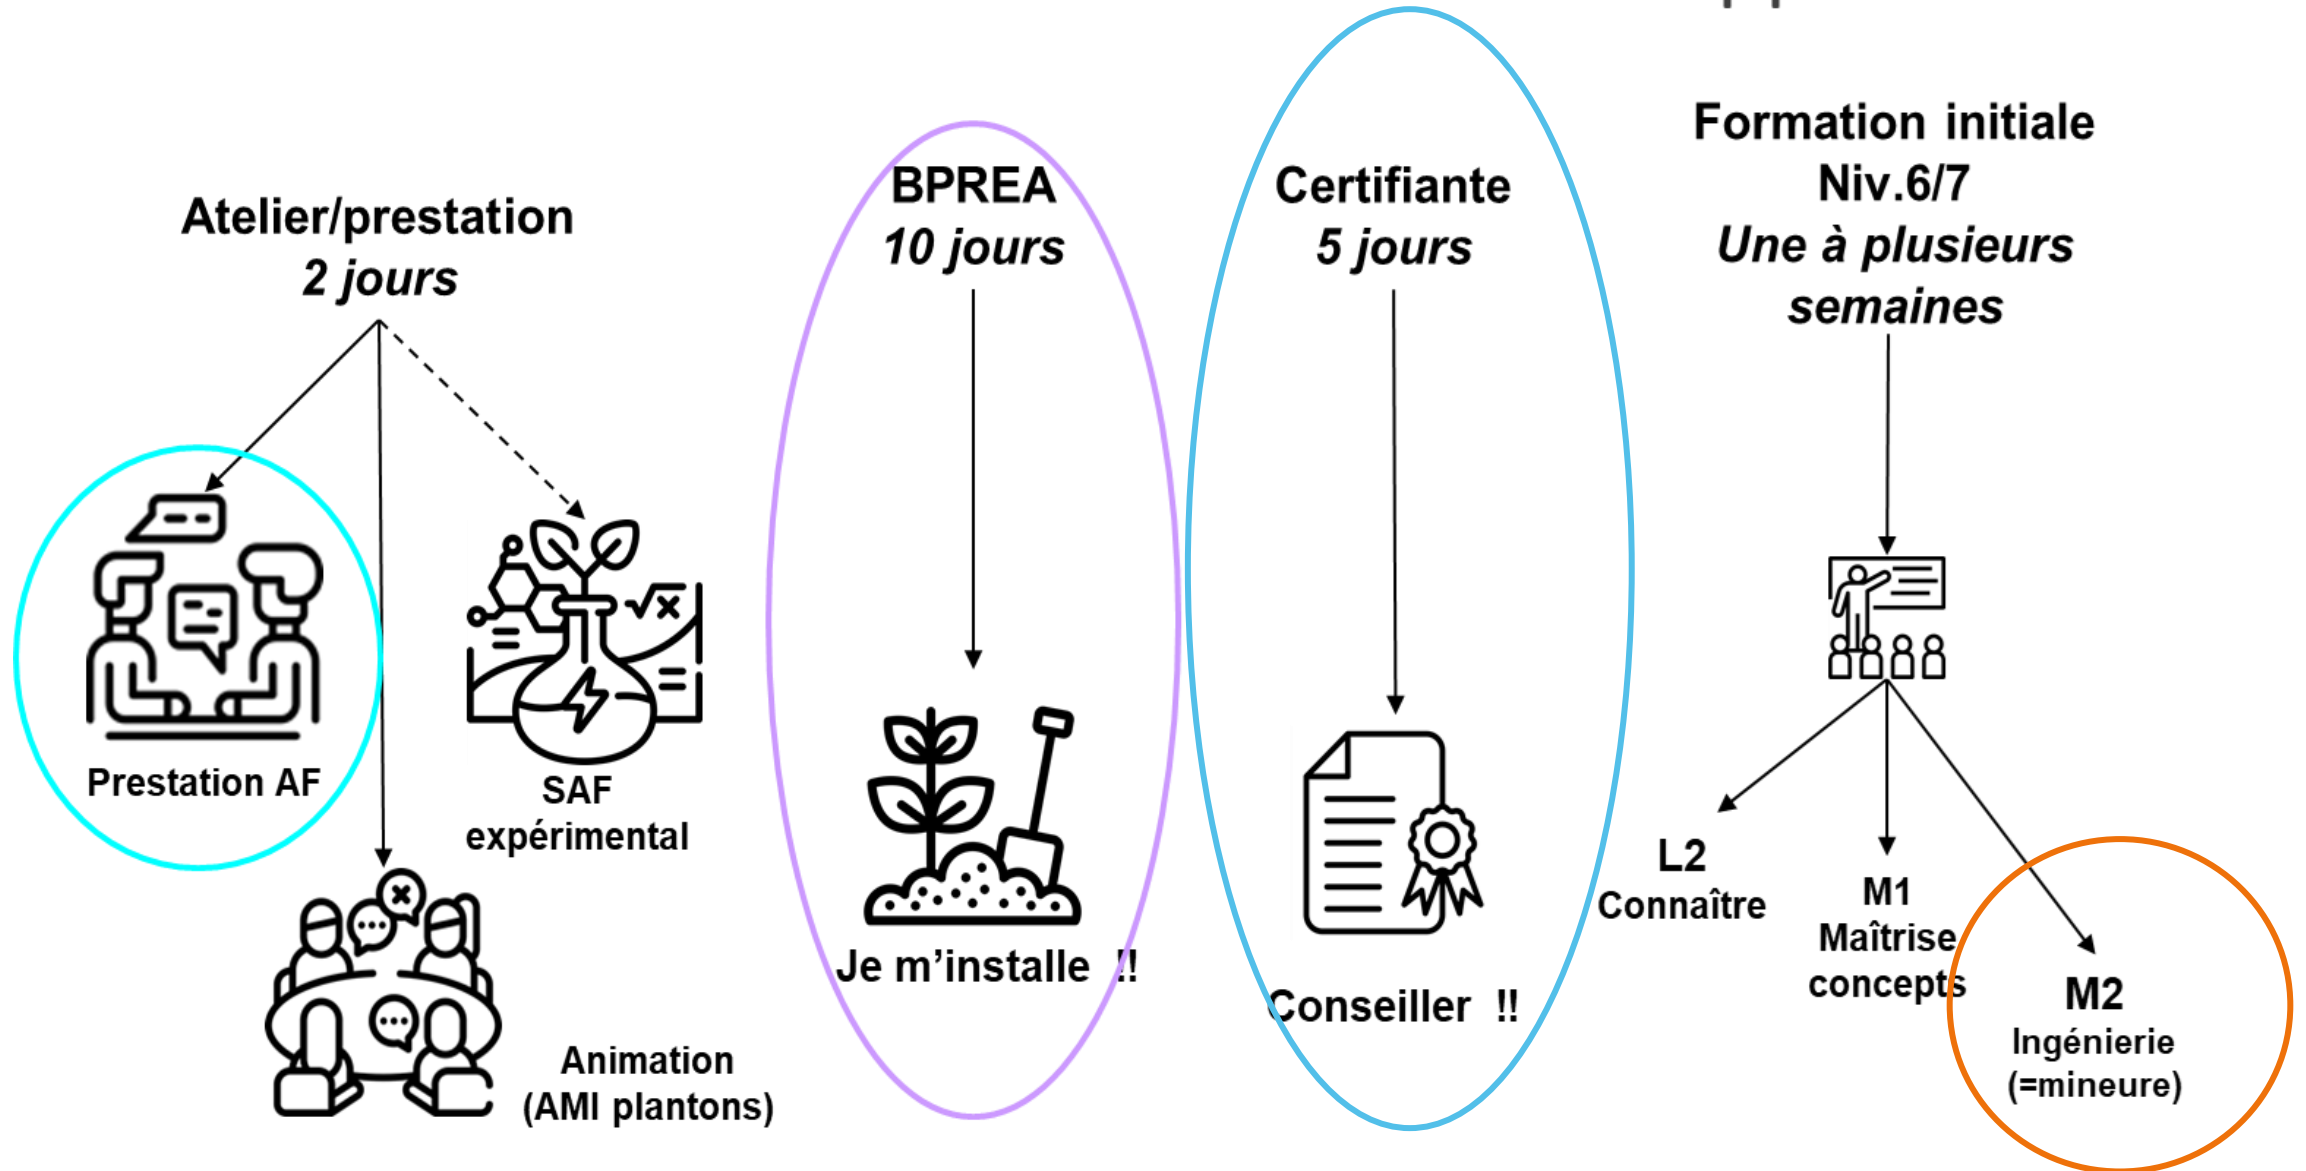 Atelier/prestation
2 jours
Prestation AF
SAF
expérimental
Animation
(AMI plantons)
BPREA
10 jours
Je m'installe !!
Certifiante
5 jours
Conseiller !!
Formation initiale
Niv.6/7
Une à plusieurs
semaines
L2
Connaître
M1
Maîtrise
concepts
M2
Ingénierie
(=mineure)